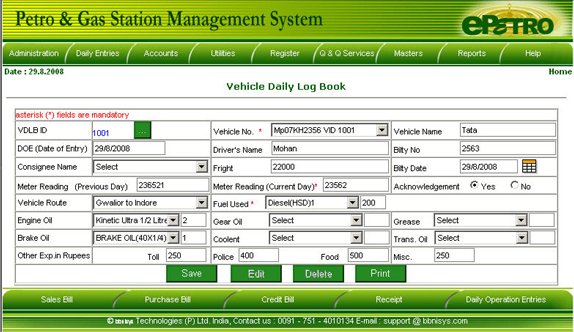 Petro & Gas Station Management System
ePetro
Administration Daily Entries Accounts Utilities Register Q & Q Services Masters Reports Help
Date : 29.8.2008 Home
Vehicle Daily Log Book
asterisk (*) fields are mandatory
VDLB ID 1001 ... Vehicle No. * Mp07KH2356 VID 1001 Vehicle Name Tata
DOE (Date of Entry) 29/8/2008 Driver's Name Mohan Bilty No 2563
Consignee Name Select Fright 22000 Bilty Date 29/8/2008
Meter Reading (Previous Day) 236521 Meter Reading (Current Day)* 23562 Acknowledgement Yes No
Vehicle Route Gwalior to Indore Fuel Used * Diesel(HSD)1 200
Engine Oil Kinetic Ultra 1/2 Litre 2 Gear Oil Select Grease Select
Brake Oil BRAKE OIL(40X1/4) 1 Coolent Select Trans. Oil Select
Other Exp.in Rupees Toll 250 Police 400 Food 500 Misc. 250
Save Edit Delete Print
Sales Bill Purchase Bill Credit Bill Receipt Daily Operation Entries
© bbnisys Technologies (P) Ltd. India, Contact us : 0091 - 751 - 4010134 E-mail : support @ bbnisys.com